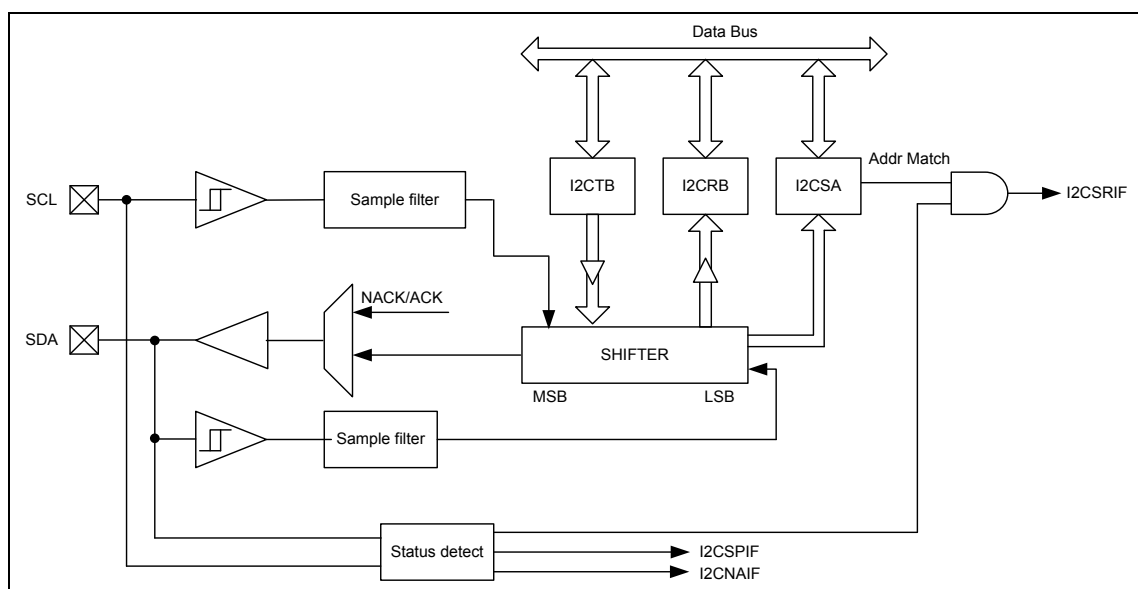 Data Bus
I2CTB
I2CRB
I2CSA
Addr Match
I2CSRIF
SCL
Sample filter
NACK/ACK
SDA
SHIFTER
MSB
LSB
Sample filter
Status detect
I2CSPIF
I2CNAIF